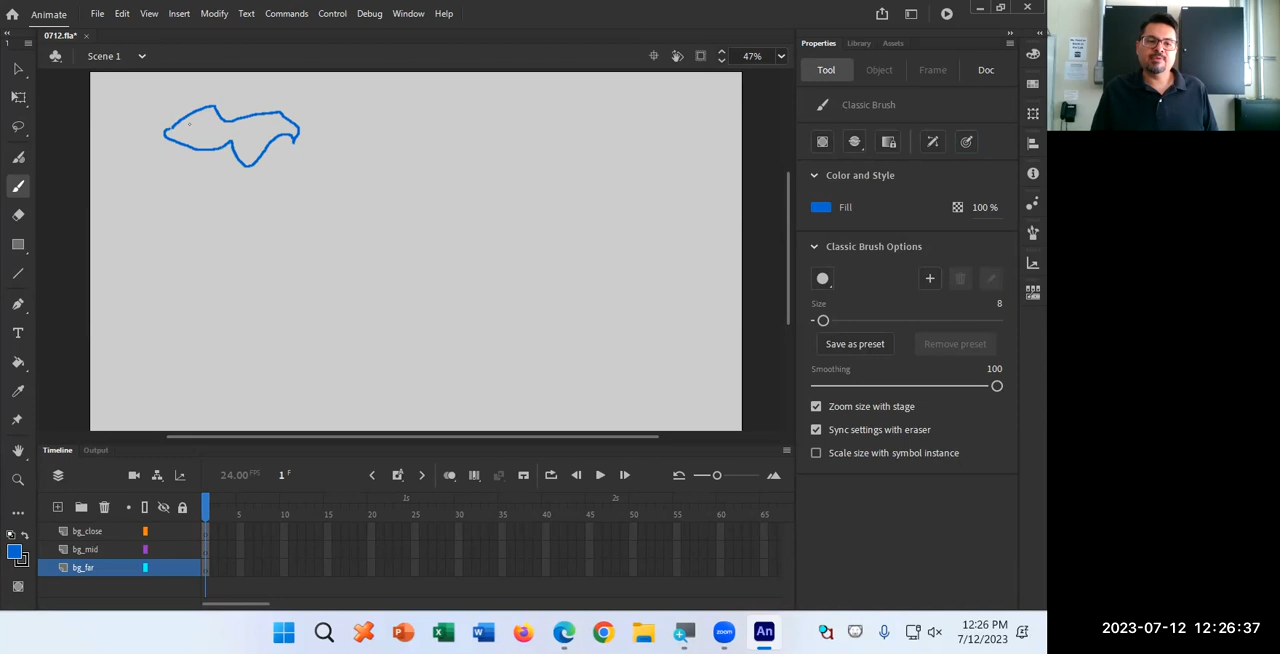 Animate File Edit View Insert Modify Text Commands Control Debug Window Help
0712.fla*
Scene 1
47%
Properties Library Assets
Tool Object Frame Doc
Classic Brush
Color and Style
Fill 100 %
Classic Brush Options
Size 8
Save as preset Remove preset
Smoothing 100
Zoom size with stage
Sync settings with eraser
Scale size with symbol instance
Timeline Output
24.00 FPS 1 F
1s 2s
5 10 15 20 25 30 35 40 45 50 55 60 65
bg_close
bg_mid
bg_far
12:26 PM
7/12/2023
2023-07-12 12:26:37